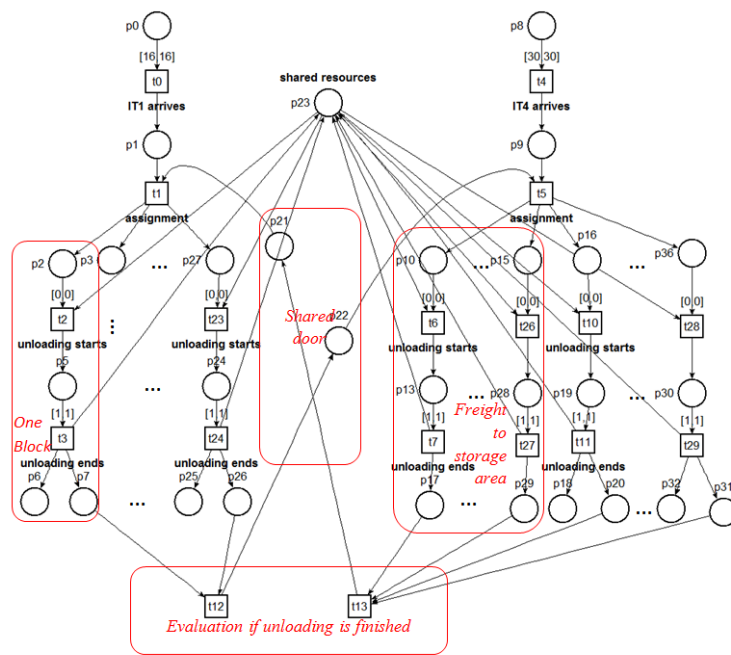 p0
p8
[16,16]
[30,30]
t0
t4
shared resources
IT1 arrives
p23
IT4 arrives
p1
p9
t1
t5
assignment
p21
assignment
p16
p36
p2
p3
...
p27
p10
...
p15
...
[0,0]
[0,0]
[0,0]
[0,0]
[0,0]
Shared
door
p22
t2
...
t23
t6
t26
t10
t28
unloading starts
unloading starts
unloading starts
unloading starts
p5
...
p24
p13
...
p28
p19
...
p30
[1,1]
[1,1]
[1,1]
[1,1]
[1,1]
[1,1]
One
Block
Freight
to
storage
area
t3
t24
t7
t27
t11
t29
unloading ends
unloading ends
unloading ends
unloading ends
p6
p7
...
p25
p26
p17
...
p29
p18
p20
...
p32
p31
t12
t13
Evaluation if unloading is finished